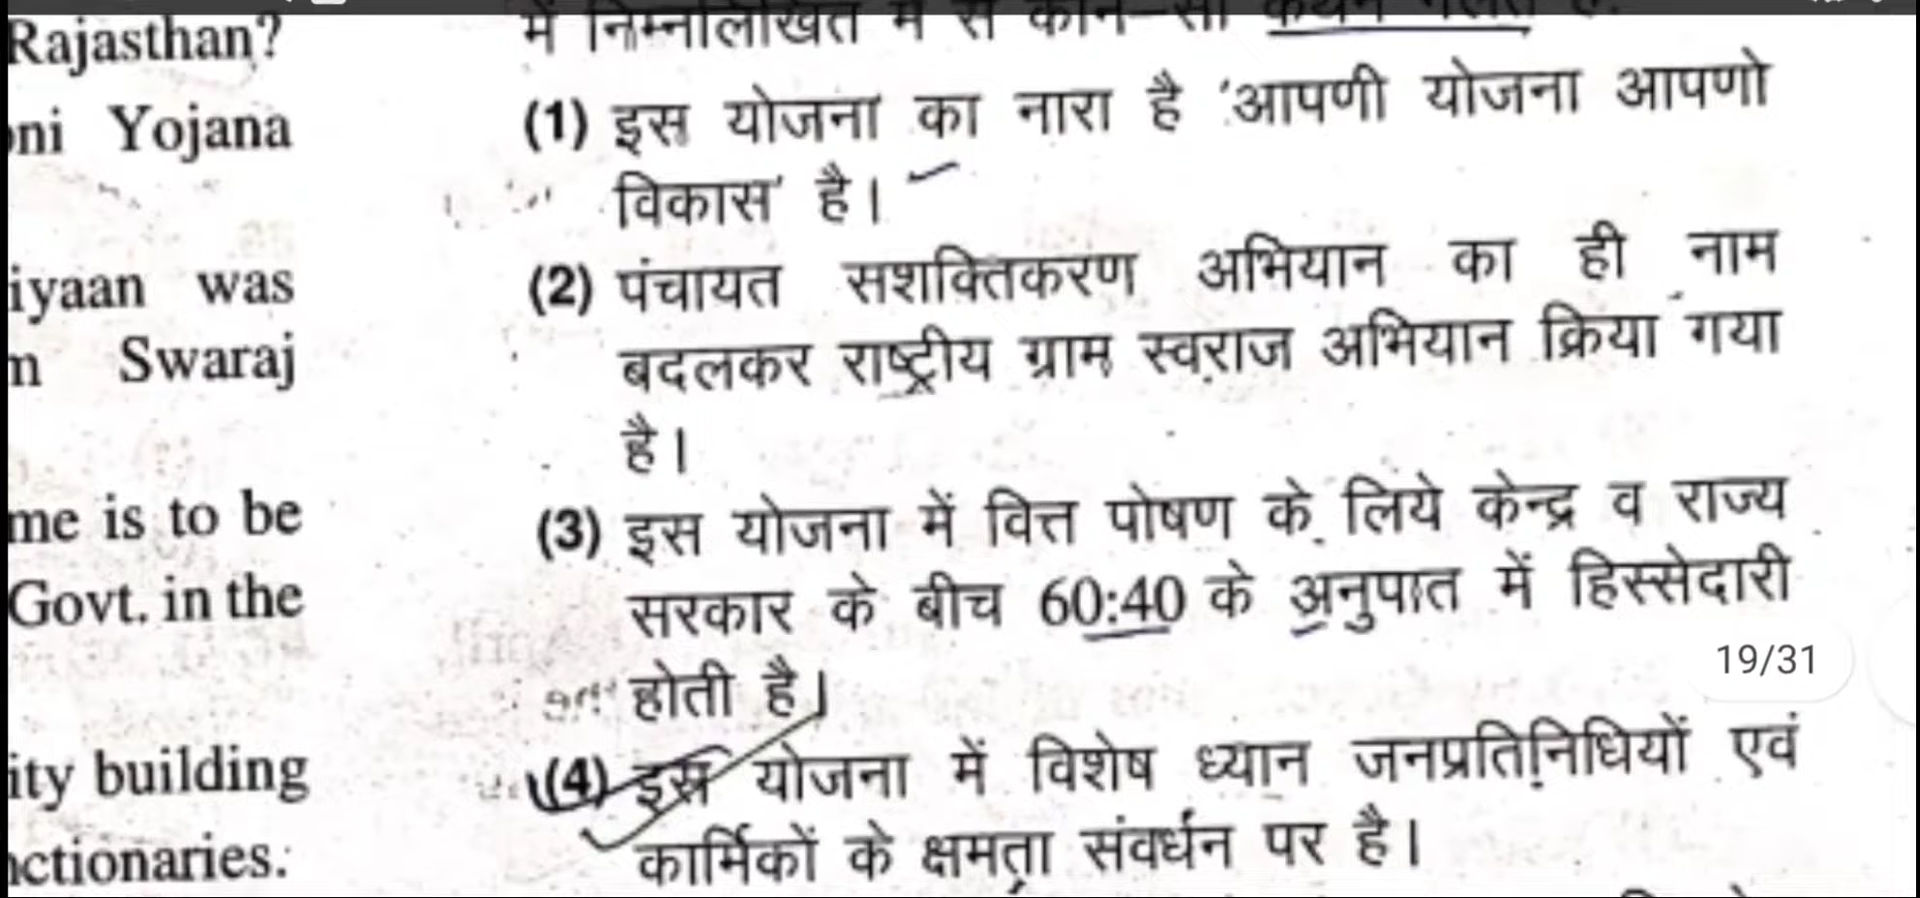 Rajasthan?
ni Yojana
iyaan was
Swaraj
me is to be
Govt. in the
ity building
ctionaries.
में निम्नलिखित में से कौन-सा कथन गलत है:
(1) इस योजना का नारा है 'आपणी योजना आपणो
विकास' है।
(2) पंचायत सशक्तिकरण अभियान का ही नाम
बदलकर राष्ट्रीय ग्राम स्वराज अभियान क्रिया गया
है।
(3) इस योजना में वित्त पोषण के लिये केन्द्र व राज्य
सरकार के बीच 60:40 के अनुपात में हिस्सेदारी
होती है।
(4) इस योजना में विशेष ध्यान जनप्रतिनिधियों एवं
कार्मिकों के क्षमता संवर्धन पर है।
19/31